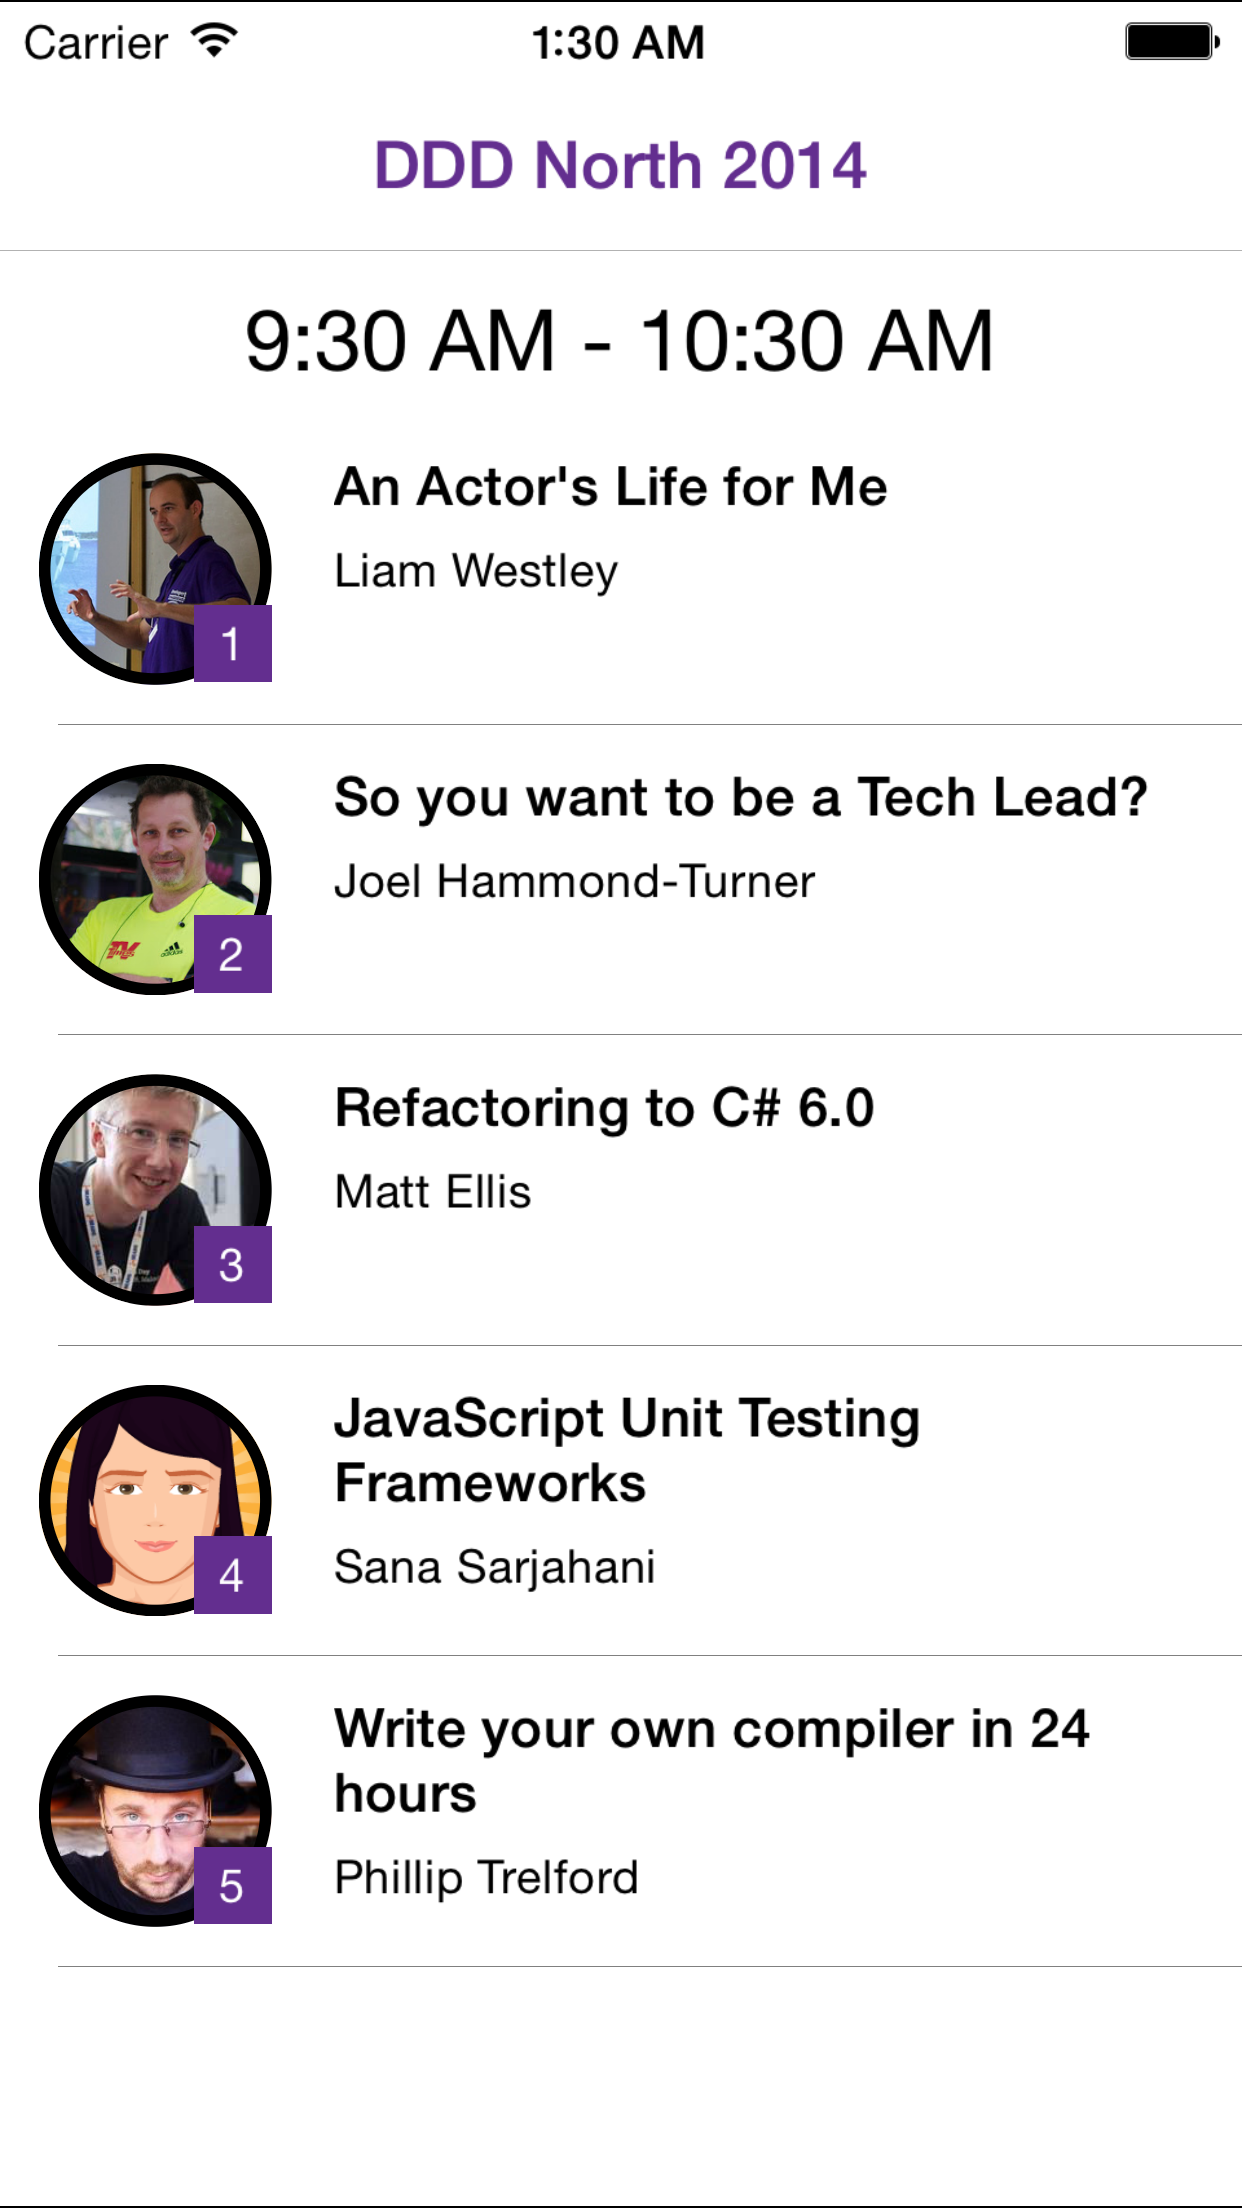 Carrier 1:30 AM
DDD North 2014
9:30 AM - 10:30 AM
An Actor's Life for Me
Liam Westley
1
So you want to be a Tech Lead?
Joel Hammond-Turner
adidas
2
Refactoring to C# 6.0
Matt Ellis
3
JavaScript Unit Testing
Frameworks
Sana Sarjahani
4
Write your own compiler in 24
hours
Phillip Trelford
5